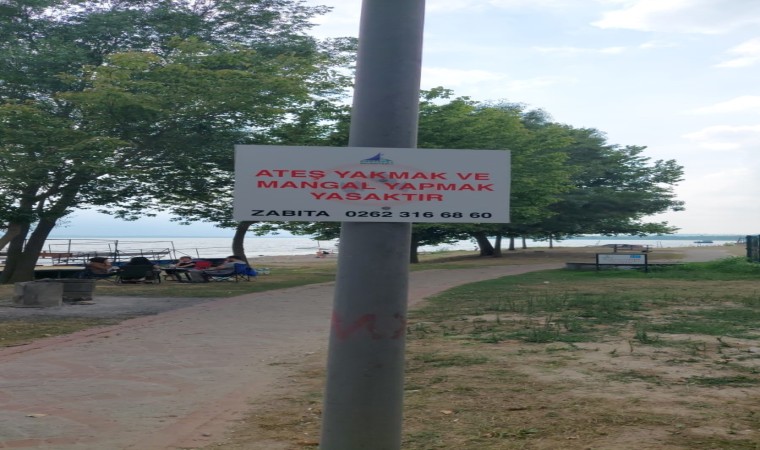 ATEŞ YAKMAK VE
MANGAL YAPMAK
YASAKTIR
ZABITA 0262 316 68 60